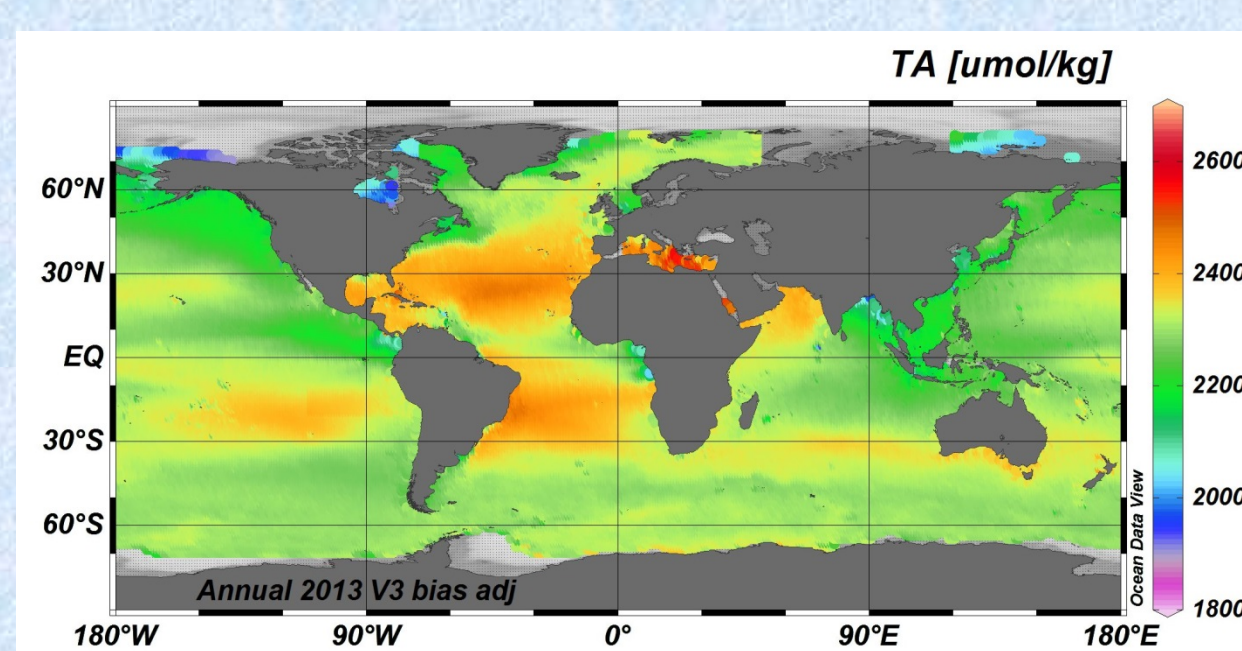 TA [umol/kg]
60°N
30°N
EQ
30°S
60°S
2600
2400
2200
2000
1800
Ocean Data View
Annual 2013 V3 bias adj
180°W
90°W
0°
90°E
180°E